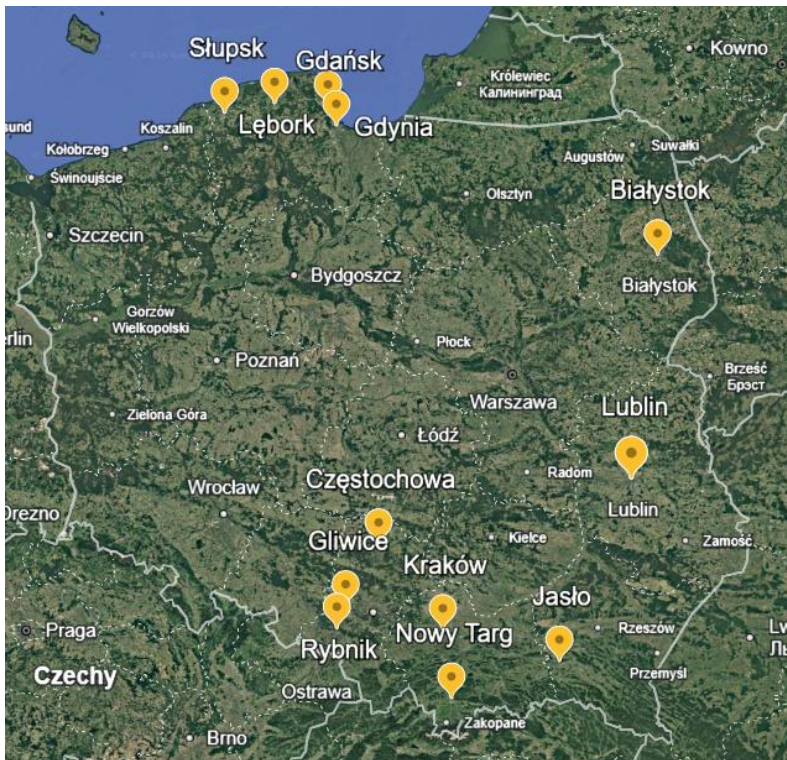 Słupsk
Gdańsk
Kowno
Królewiec
Калининград
sund
Koszalin
Lębork
Gdynia
Kołobrzeg
Suwałki
Augustów
Świnoujście
Olsztyn
Białystok
Szczecin
Bydgoszcz
Białystok
Gorzów
Wielkopolski
erlin
Płock
Poznań
Brześć
Брэст
Warszawa
Zielona Góra
Lublin
Łódź
Radom
Częstochowa
Wrocław
Lublin
Drezno
Gliwice
Kielce
Zamość
Kraków
Jasło
Praga
Rybnik
Nowy Targ
Rzeszów
Lw
Czechy
Ostrawa
Przemyśl
Zakopane
Brno